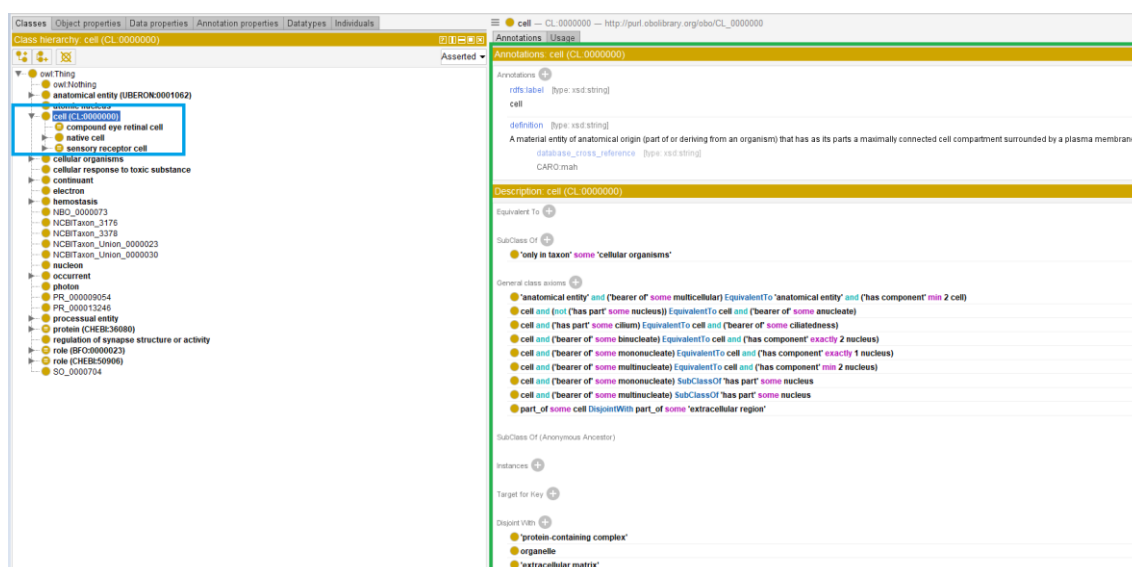 Classes Object properties Data properties Annotation properties Datatypes Individuals
Class hierarchy: cell (CL:0000000)
Asserted
owl:Thing
owl:Nothing
anatomical entity (UBERON:0001062)
atomic nucleus
cell (CL:0000000)
compound eye retinal cell
native cell
sensory receptor cell
cellular organisms
cellular response to toxic substance
continuant
electron
hemostasis
NBO_0000073
NCBITaxon_3176
NCBITaxon_3378
NCBITaxon_Union_0000023
NCBITaxon_Union_0000030
nucleon
occurrent
photon
PR_000009054
PR_000013246
processual entity
protein (CHEBI:36080)
regulation of synapse structure or activity
role (BFO:0000023)
role (CHEBI:50906)
SO_0000704
cell — CL:0000000 — http://purl.obolibrary.org/obo/CL_0000000
Annotations Usage
Annotations: cell (CL:0000000)
Annotations
rdfs:label [type: xsd:string]
cell
definition [type: xsd:string]
A material entity of anatomical origin (part of or deriving from an organism) that has as its parts a maximally connected cell compartment surrounded by a plasma membran
database_cross_reference [type: xsd:string]
CARO:mah
Description: cell (CL:0000000)
Equivalent To
SubClass Of
'only in taxon' some 'cellular organisms'
General class axioms
'anatomical entity' and ('bearer of' some multicellular) EquivalentTo 'anatomical entity' and ('has component' min 2 cell)
cell and (not ('has part' some nucleus)) EquivalentTo cell and ('bearer of' some anucleate)
cell and ('has part' some cilium) EquivalentTo cell and ('bearer of' some ciliatedness)
cell and ('bearer of' some binucleate) EquivalentTo cell and ('has component' exactly 2 nucleus)
cell and ('bearer of' some mononucleate) EquivalentTo cell and ('has component' exactly 1 nucleus)
cell and ('bearer of' some multinucleate) EquivalentTo cell and ('has component' min 2 nucleus)
cell and ('bearer of' some mononucleate) SubClassOf 'has part' some nucleus
cell and ('bearer of' some multinucleate) SubClassOf 'has part' some nucleus
part_of some cell DisjointWith part_of some 'extracellular region'
SubClass Of (Anonymous Ancestor)
Instances
Target for Key
Disjoint With
'protein-containing complex'
organelle
'extracellular matrix'